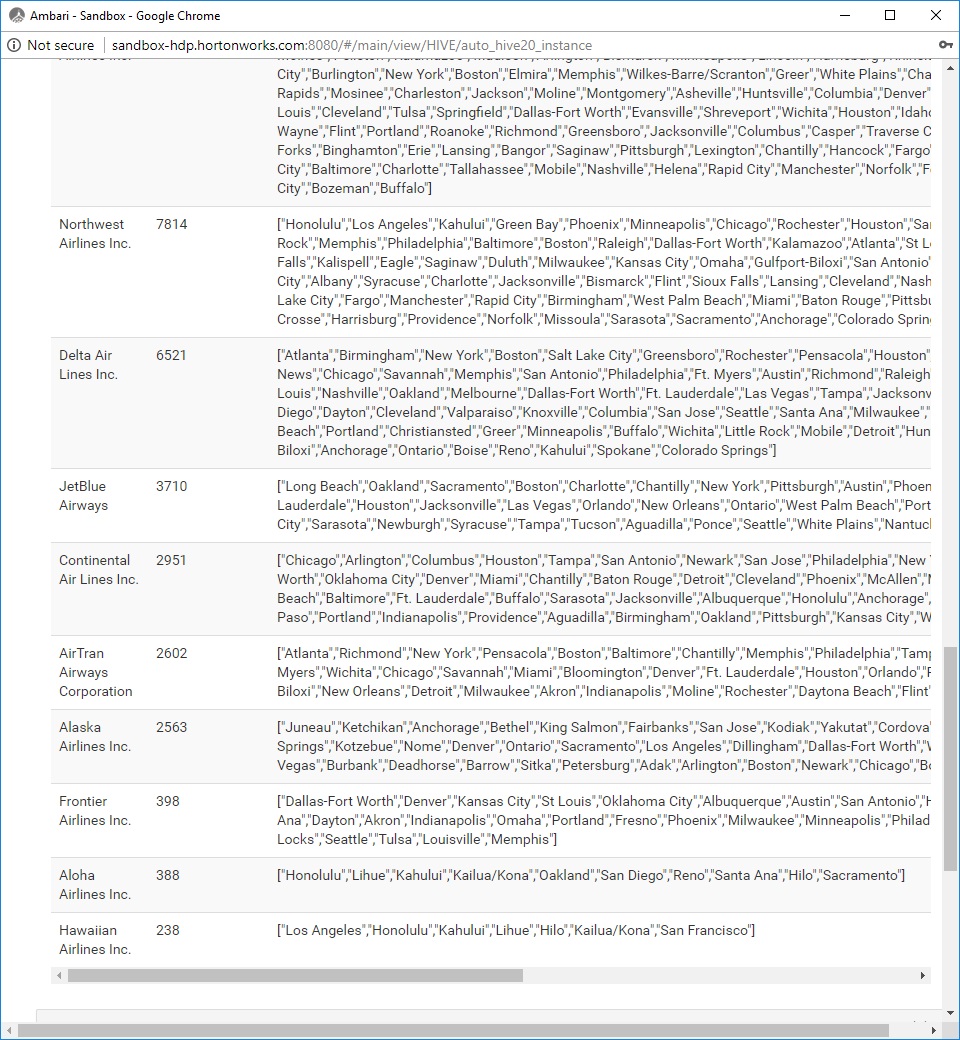 Ambari - Sandbox - Google Chrome
Not secure | sandbox-hdp.hortonworks.com:8080/#/main/view/HIVE/auto_hive20_instance
City","Burlington","New York","Boston","Elmira","Memphis","Wilkes-Barre/Scranton","Greer","White Plains","Cha
Rapids","Mosinee","Charleston","Jackson","Moline","Montgomery","Asheville","Huntsville","Columbia","Denver"
Louis","Cleveland","Tulsa","Springfield","Dallas-Fort Worth","Evansville","Shreveport","Wichita","Houston","Idaho
Wayne","Flint","Portland","Roanoke","Richmond","Greensboro","Jacksonville","Columbus","Casper","Traverse C
Forks","Binghamton","Erie","Lansing","Bangor","Saginaw","Pittsburgh","Lexington","Chantilly","Hancock","Fargo"
City","Baltimore","Charlotte","Tallahassee","Mobile","Nashville","Helena","Rapid City","Manchester","Norfolk","F
City","Bozeman","Buffalo"]
Northwest Airlines Inc.
7814
["Honolulu","Los Angeles","Kahului","Green Bay","Phoenix","Minneapolis","Chicago","Rochester","Houston","Sa
Rock","Memphis","Philadelphia","Baltimore","Boston","Raleigh","Dallas-Fort Worth","Kalamazoo","Atlanta","St L
Falls","Kalispell","Eagle","Saginaw","Duluth","Milwaukee","Kansas City","Omaha","Gulfport-Biloxi","San Antonio"
City","Albany","Syracuse","Charlotte","Jacksonville","Bismarck","Flint","Sioux Falls","Lansing","Cleveland","Nash
Lake City","Fargo","Manchester","Rapid City","Birmingham","West Palm Beach","Miami","Baton Rouge","Pittsbu
Crosse","Harrisburg","Providence","Norfolk","Missoula","Sarasota","Sacramento","Anchorage","Colorado Sprin
Delta Air Lines Inc.
6521
["Atlanta","Birmingham","New York","Boston","Salt Lake City","Greensboro","Rochester","Pensacola","Houston"
News","Chicago","Savannah","Memphis","San Antonio","Philadelphia","Ft. Myers","Austin","Richmond","Raleigh
Louis","Nashville","Oakland","Melbourne","Dallas-Fort Worth","Ft. Lauderdale","Las Vegas","Tampa","Jacksonv
Diego","Dayton","Cleveland","Valparaiso","Knoxville","Columbia","San Jose","Seattle","Santa Ana","Milwaukee","
Beach","Portland","Christiansted","Greer","Minneapolis","Buffalo","Wichita","Little Rock","Mobile","Detroit","Hun
Biloxi","Anchorage","Ontario","Boise","Reno","Kahului","Spokane","Colorado Springs"]
JetBlue Airways
3710
["Long Beach","Oakland","Sacramento","Boston","Charlotte","Chantilly","New York","Pittsburgh","Austin","Phoen
Lauderdale","Houston","Jacksonville","Las Vegas","Orlando","New Orleans","Ontario","West Palm Beach","Port
City","Sarasota","Newburgh","Syracuse","Tampa","Tucson","Aguadilla","Ponce","Seattle","White Plains","Nantuc
Continental Air Lines Inc.
2951
["Chicago","Arlington","Columbus","Houston","Tampa","San Antonio","Newark","San Jose","Philadelphia","New
Worth","Oklahoma City","Denver","Miami","Chantilly","Baton Rouge","Detroit","Cleveland","Phoenix","McAllen","
Beach","Baltimore","Ft. Lauderdale","Buffalo","Sarasota","Jacksonville","Albuquerque","Honolulu","Anchorage",
Paso","Portland","Indianapolis","Providence","Aguadilla","Birmingham","Oakland","Pittsburgh","Kansas City","W
AirTran Airways Corporation
2602
["Atlanta","Richmond","New York","Pensacola","Boston","Baltimore","Chantilly","Memphis","Philadelphia","Tamp
Myers","Wichita","Chicago","Savannah","Miami","Bloomington","Denver","Ft. Lauderdale","Houston","Orlando","
Biloxi","New Orleans","Detroit","Milwaukee","Akron","Indianapolis","Moline","Rochester","Daytona Beach","Flint"
Alaska Airlines Inc.
2563
["Juneau","Ketchikan","Anchorage","Bethel","King Salmon","Fairbanks","San Jose","Kodiak","Yakutat","Cordova"
Springs","Kotzebue","Nome","Denver","Ontario","Sacramento","Los Angeles","Dillingham","Dallas-Fort Worth","
Vegas","Burbank","Deadhorse","Barrow","Sitka","Petersburg","Adak","Arlington","Boston","Newark","Chicago","Bo
Frontier Airlines Inc.
398
["Dallas-Fort Worth","Denver","Kansas City","St Louis","Oklahoma City","Albuquerque","Austin","San Antonio","
Ana","Dayton","Akron","Indianapolis","Omaha","Portland","Fresno","Phoenix","Milwaukee","Minneapolis","Philad
Locks","Seattle","Tulsa","Louisville","Memphis"]
Aloha Airlines Inc.
388
["Honolulu","Lihue","Kahului","Kailua/Kona","Oakland","San Diego","Reno","Santa Ana","Hilo","Sacramento"]
Hawaiian Airlines Inc.
238
["Los Angeles","Honolulu","Kahului","Lihue","Hilo","Kailua/Kona","San Francisco"]